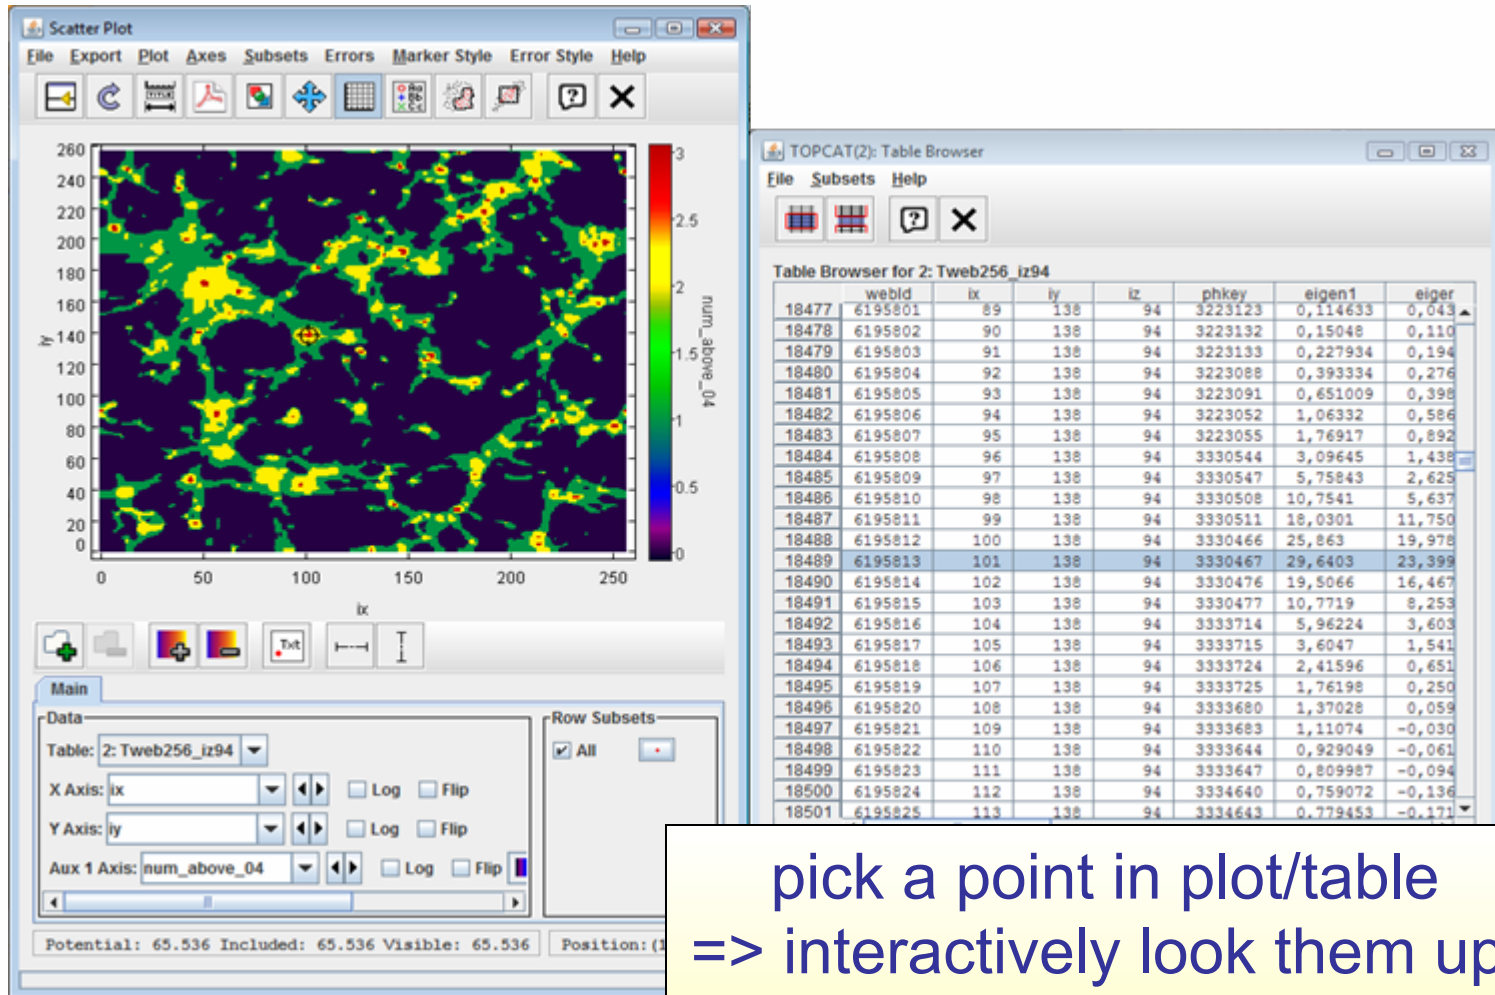 Scatter Plot
File Export Plot Axes Subsets Errors Marker Style Error Style Help
260
240
220
200
180
160
140
120
100
80
60
40
20
0
iy
0 50 100 150 200 250
ix
3
2.5
2
1.5
1
0.5
0
num_above_04
Txt
Main
Data
Table: 2: Tweb256_iz94
X Axis: ix Log Flip
Y Axis: iy Log Flip
Aux 1 Axis: num_above_04 Log Flip
Row Subsets
All
Potential: 65.536 Included: 65.536 Visible: 65.536 Position: (1
TOPCAT(2): Table Browser
File Subsets Help
Table Browser for 2: Tweb256_iz94
webId ix iy iz phkey eigen1 eiger
18477 6195801 89 138 94 3223123 0,114633 0,043
18478 6195802 90 138 94 3223132 0,15048 0,110
18479 6195803 91 138 94 3223133 0,227934 0,194
18480 6195804 92 138 94 3223088 0,393334 0,276
18481 6195805 93 138 94 3223091 0,651009 0,398
18482 6195806 94 138 94 3223052 1,06332 0,586
18483 6195807 95 138 94 3223055 1,76917 0,892
18484 6195808 96 138 94 3330544 3,09645 1,438
18485 6195809 97 138 94 3330547 5,75843 2,625
18486 6195810 98 138 94 3330508 10,7541 5,637
18487 6195811 99 138 94 3330511 18,0301 11,750
18488 6195812 100 138 94 3330466 25,863 19,978
18489 6195813 101 138 94 3330467 29,6403 23,399
18490 6195814 102 138 94 3330476 19,5066 16,467
18491 6195815 103 138 94 3330477 10,7719 8,253
18492 6195816 104 138 94 3333714 5,96224 3,603
18493 6195817 105 138 94 3333715 3,6047 1,541
18494 6195818 106 138 94 3333724 2,41596 0,651
18495 6195819 107 138 94 3333725 1,76198 0,250
18496 6195820 108 138 94 3333680 1,37028 0,059
18497 6195821 109 138 94 3333683 1,11074 -0,030
18498 6195822 110 138 94 3333644 0,929049 -0,061
18499 6195823 111 138 94 3333647 0,809987 -0,094
18500 6195824 112 138 94 3334640 0,759072 -0,136
18501 6195825 113 138 94 3334643 0,779453 -0,171
pick a point in plot/table
=> interactively look them up